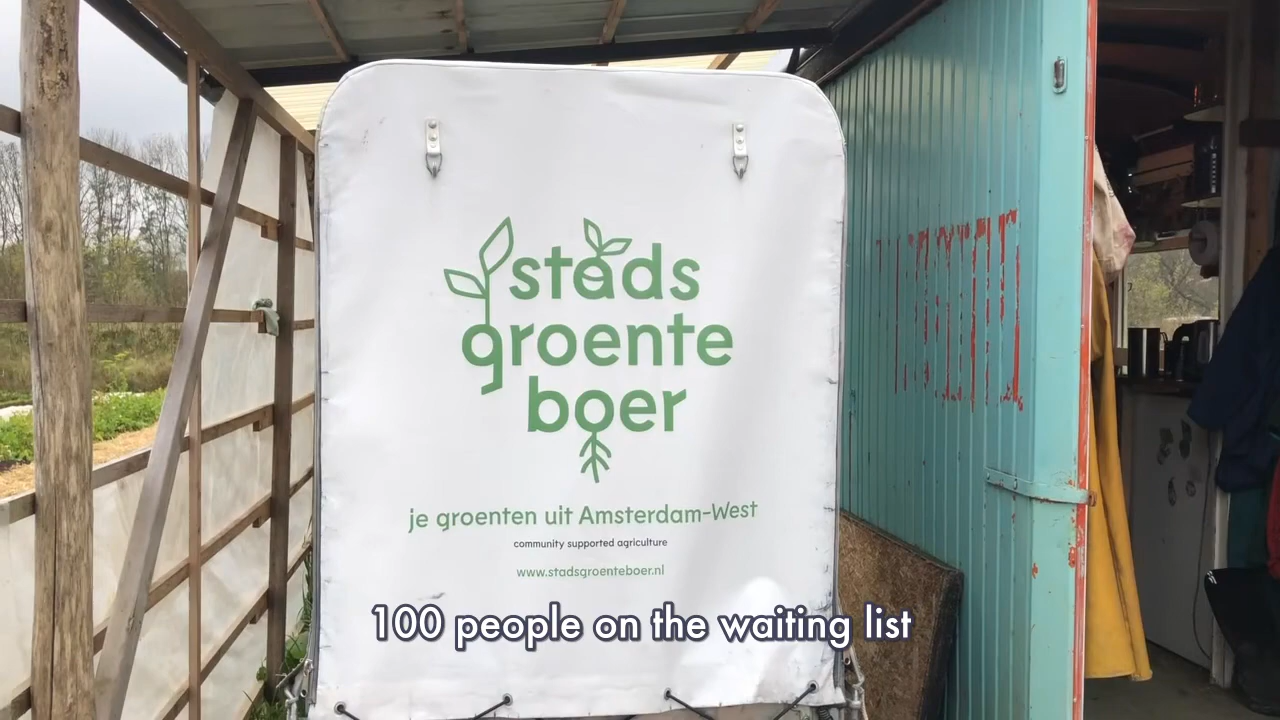 stads
groente
boer
je groenten uit Amsterdam-West
community supported agriculture
www.stadsgroenteboer.nl
100 people on the waiting list